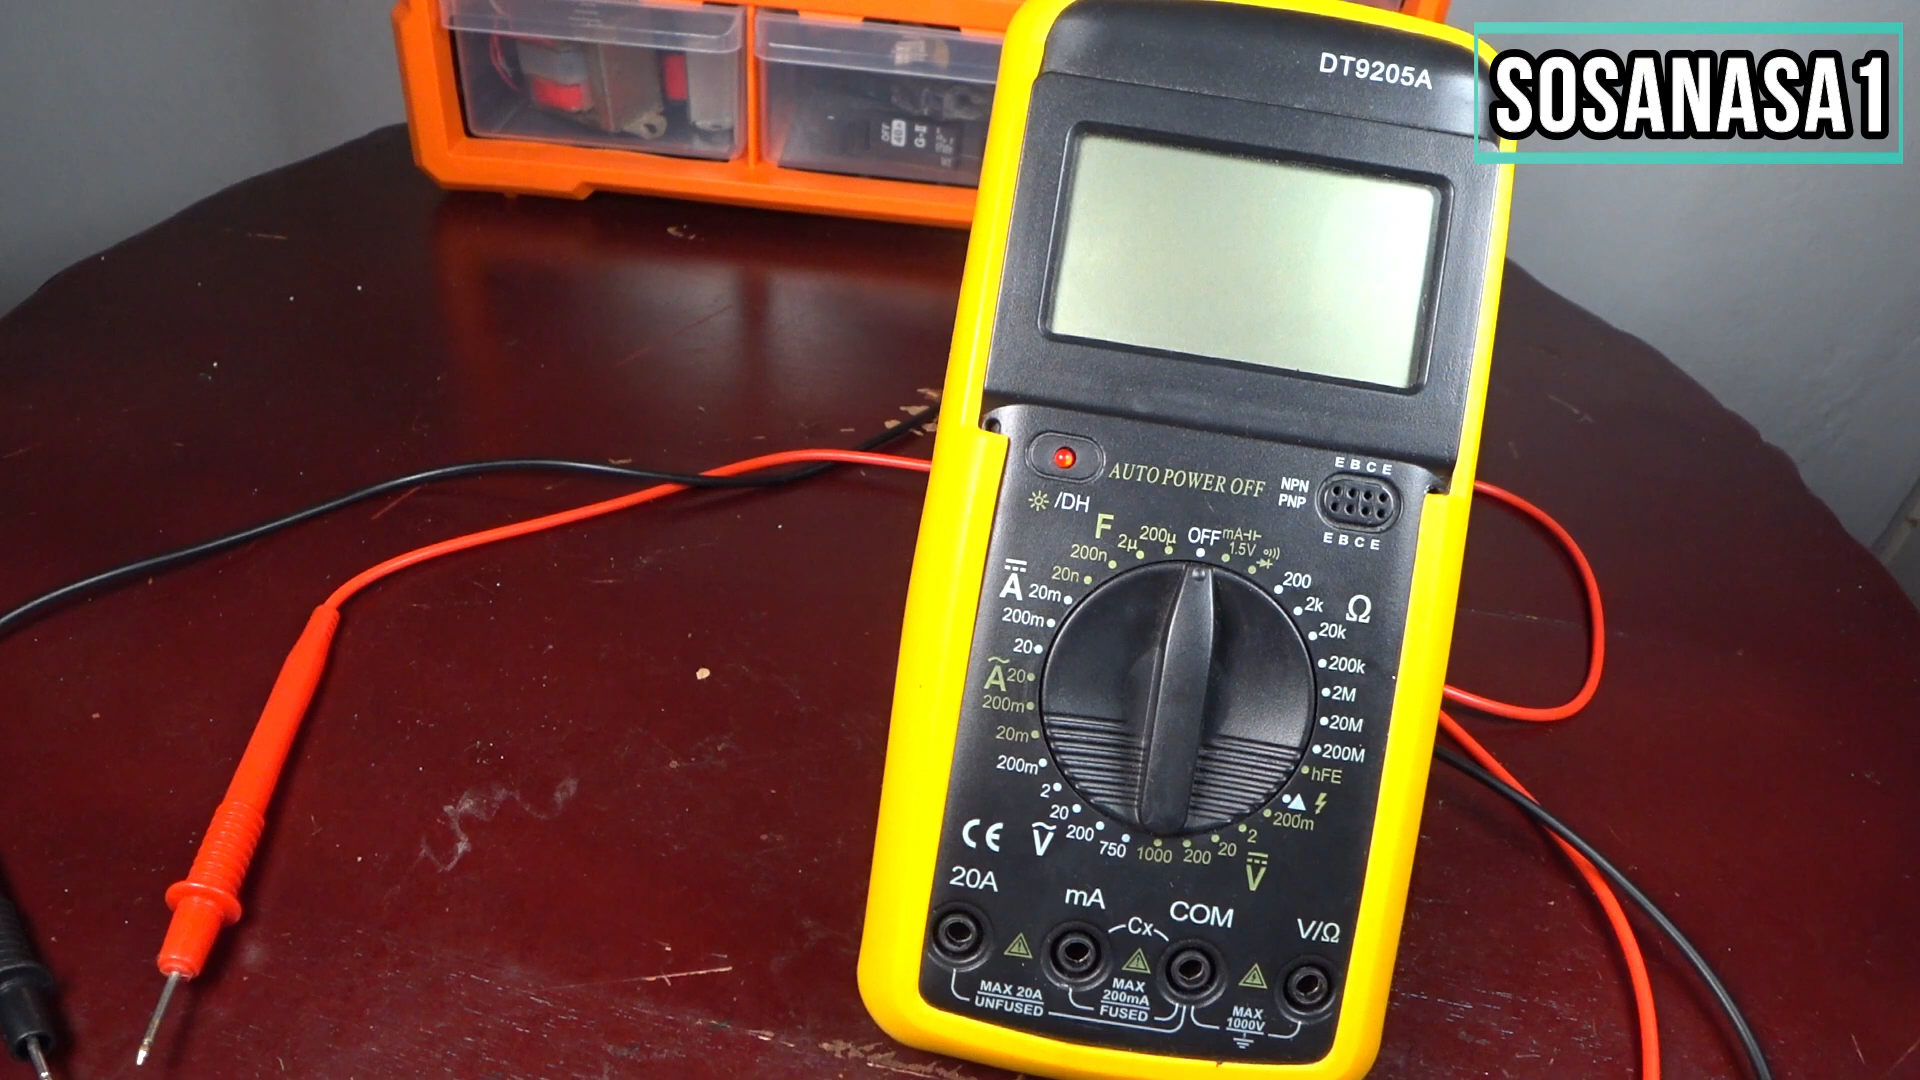 SOSANASA1
DT9205A
OFF
G-II
AUTO POWER OFF
E B C E
NPN
PNP
E B C E
/DH
F
2µ
200µ
OFF
mA
1.5V
200n
20n
200
2k
Ω
20k
200k
2M
20M
200M
hFE
A
20m
200m
20
A
20
200m
20m
200m
2
20
200
750
V
1000
200
20
2
200m
V
CE
20A
mA
Cx
COM
V/Ω
MAX 20A
UNFUSED
MAX
200mA
FUSED
MAX
1000V